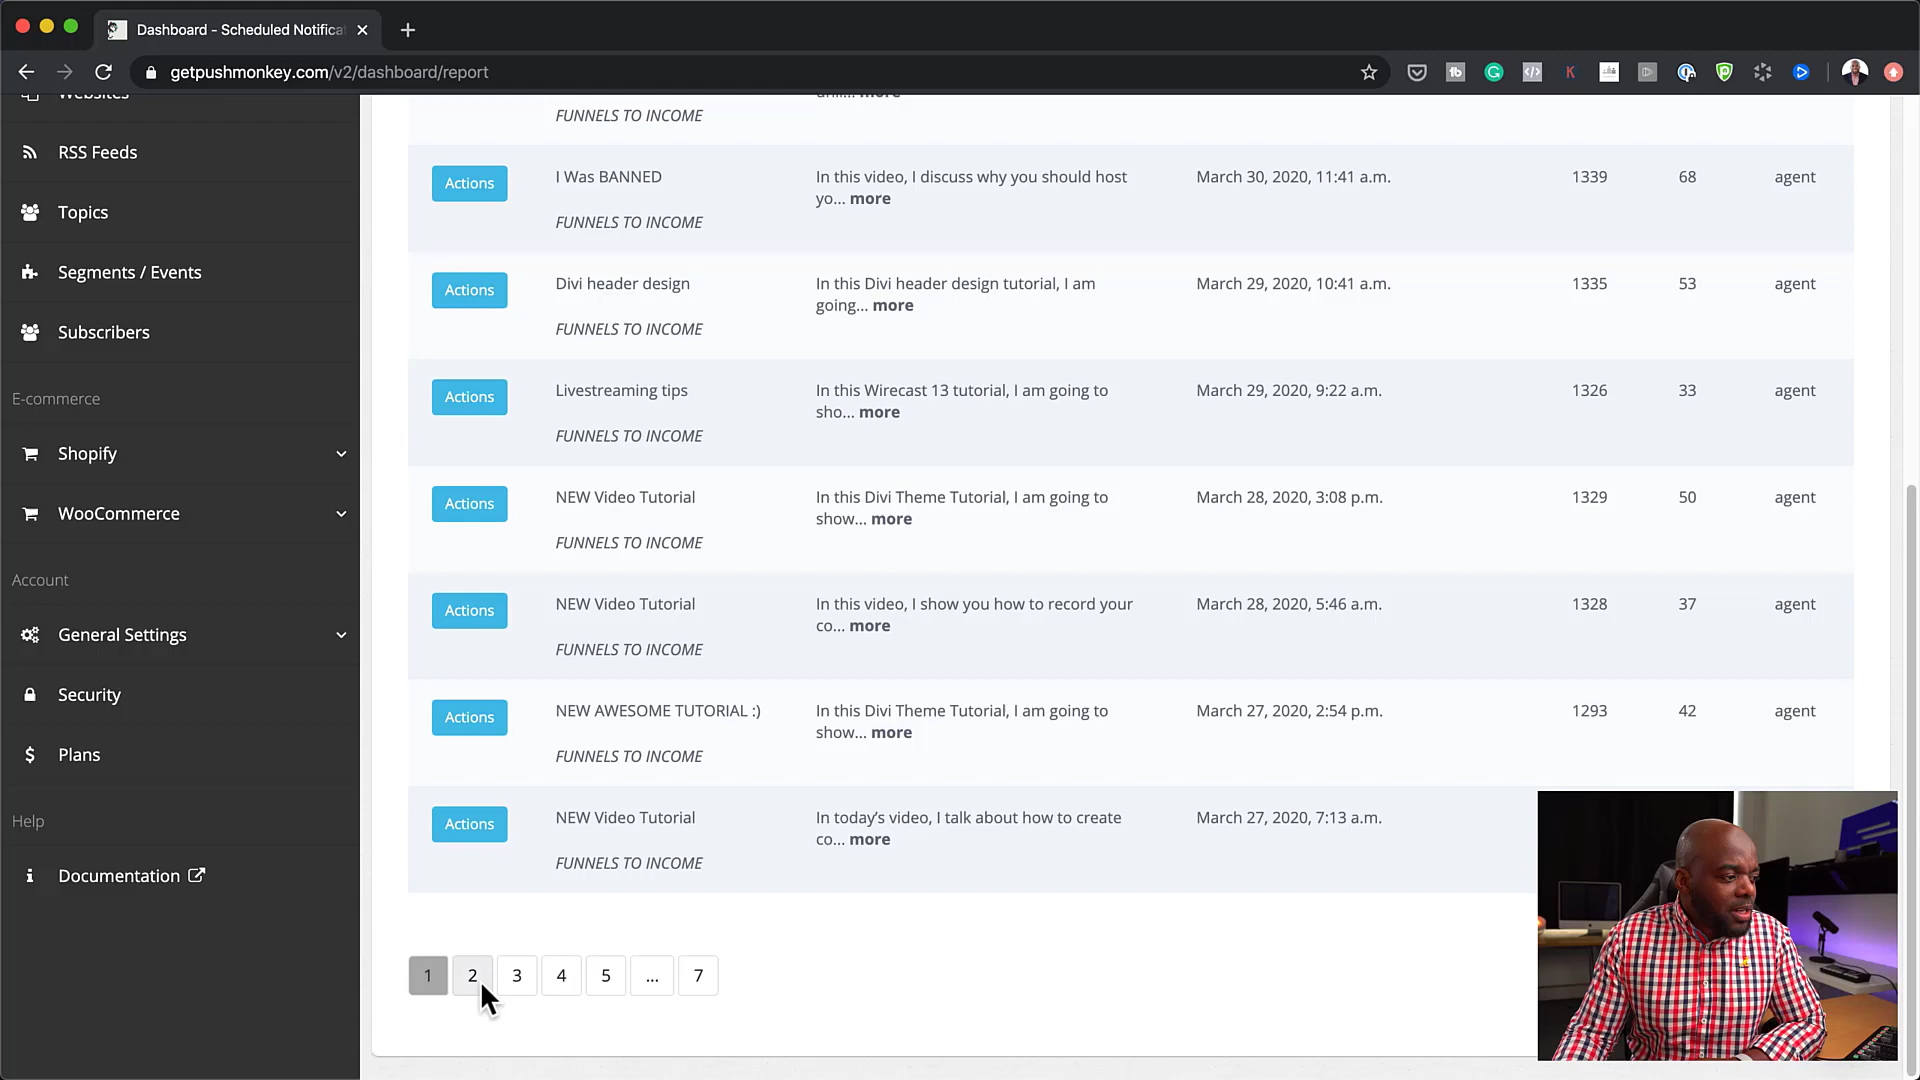 Dashboard - Scheduled Notificat
getpushmonkey.com/v2/dashboard/report
Websites
RSS Feeds
Topics
Segments / Events
Subscribers
E-commerce
Shopify
WooCommerce
Account
General Settings
Security
Plans
Help
Documentation
more
FUNNELS TO INCOME
Actions I Was BANNED In this video, I discuss why you should host March 30, 2020, 11:41 a.m. 1339 68 agent
yo... more
FUNNELS TO INCOME
Actions Divi header design In this Divi header design tutorial, I am March 29, 2020, 10:41 a.m. 1335 53 agent
going... more
FUNNELS TO INCOME
Actions Livestreaming tips In this Wirecast 13 tutorial, I am going to March 29, 2020, 9:22 a.m. 1326 33 agent
sho... more
FUNNELS TO INCOME
Actions NEW Video Tutorial In this Divi Theme Tutorial, I am going to March 28, 2020, 3:08 p.m. 1329 50 agent
show... more
FUNNELS TO INCOME
Actions NEW Video Tutorial In this video, I show you how to record your March 28, 2020, 5:46 a.m. 1328 37 agent
co... more
FUNNELS TO INCOME
Actions NEW AWESOME TUTORIAL :) In this Divi Theme Tutorial, I am going to March 27, 2020, 2:54 p.m. 1293 42 agent
show... more
FUNNELS TO INCOME
Actions NEW Video Tutorial In today's video, I talk about how to create March 27, 2020, 7:13 a.m.
co... more
FUNNELS TO INCOME
1 2 3 4 5 ... 7